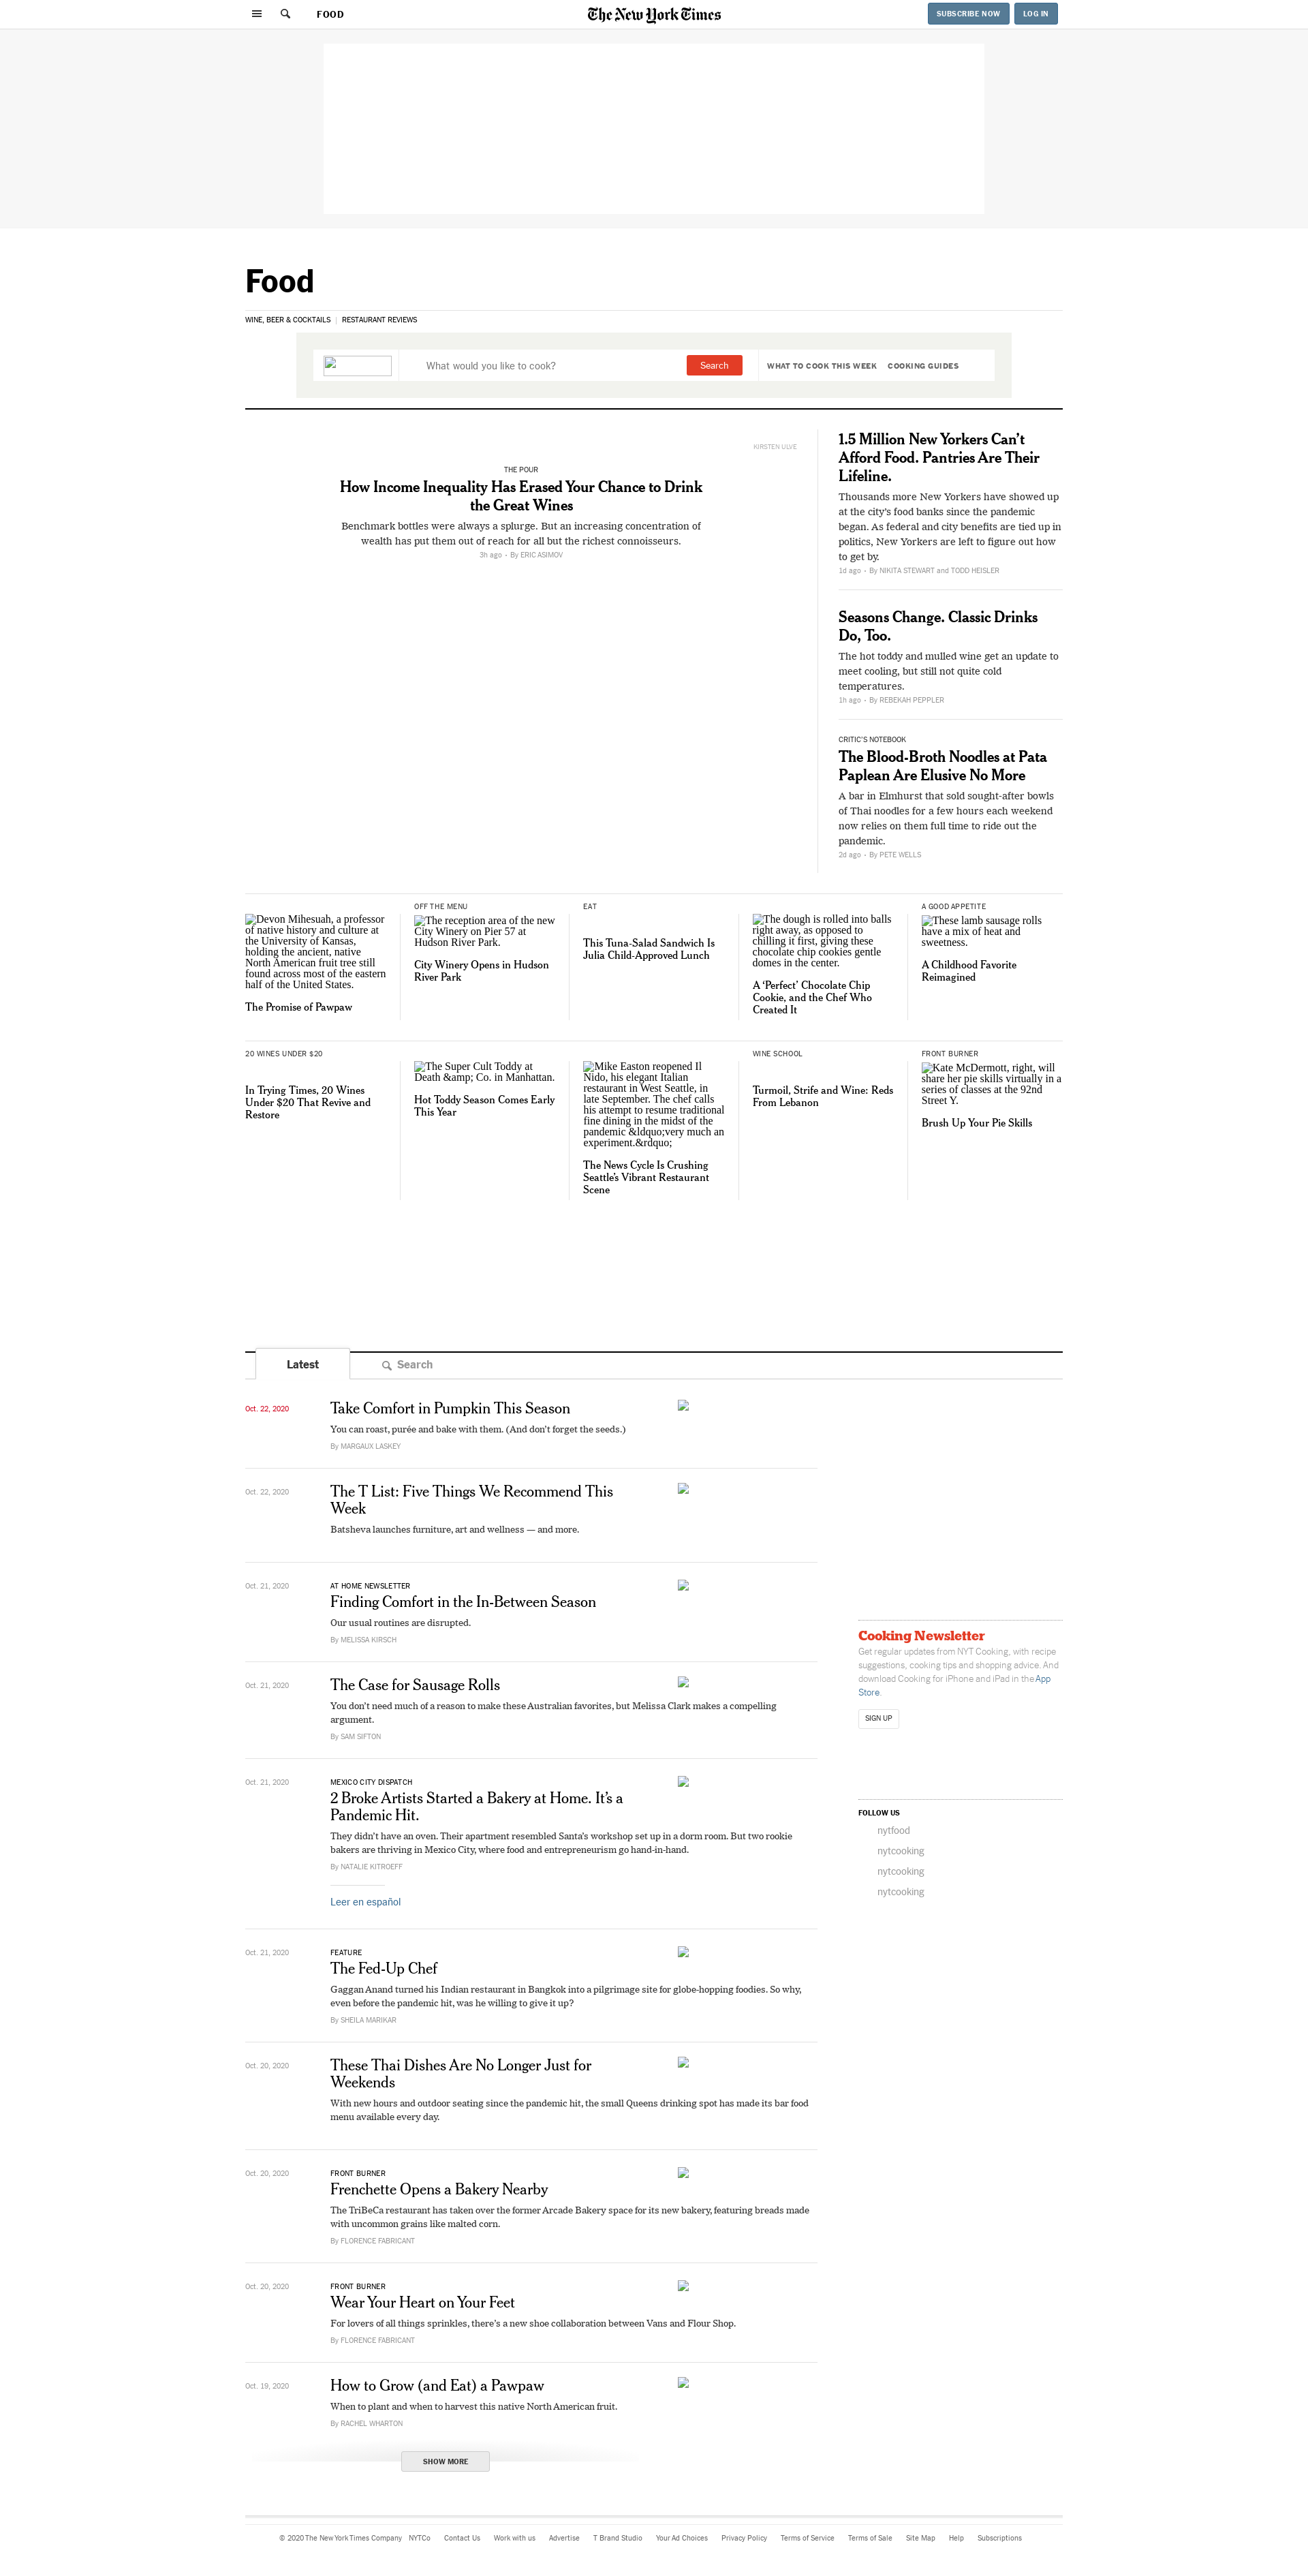 FOOD
The New York Times
SUBSCRIBE NOW
LOG IN
Food
WINE, BEER & COCKTAILS | RESTAURANT REVIEWS
What would you like to cook?
Search
WHAT TO COOK THIS WEEK
COOKING GUIDES
KIRSTEN ULVE
THE POUR
How Income Inequality Has Erased Your Chance to Drink
the Great Wines
Benchmark bottles were always a splurge. But an increasing concentration of
wealth has put them out of reach for all but the richest connoisseurs.
3h ago • By ERIC ASIMOV
1.5 Million New Yorkers Can’t
Afford Food. Pantries Are Their
Lifeline.
Thousands more New Yorkers have showed up
at the city’s food banks since the pandemic
began. As federal and city benefits are tied up in
politics, New Yorkers are left to figure out how
to get by.
1d ago • By NIKITA STEWART and TODD HEISLER
Seasons Change. Classic Drinks
Do, Too.
The hot toddy and mulled wine get an update to
meet cooling, but still not quite cold
temperatures.
1h ago • By REBEKAH PEPPLER
CRITIC’S NOTEBOOK
The Blood-Broth Noodles at Pata
Paplean Are Elusive No More
A bar in Elmhurst that sold sought-after bowls
of Thai noodles for a few hours each weekend
now relies on them full time to ride out the
pandemic.
2d ago • By PETE WELLS
Devon Mihesuah, a professor
of native history and culture at
the University of Kansas,
holding the ancient, native
North American fruit tree still
found across most of the eastern
half of the United States.
The Promise of Pawpaw
OFF THE MENU
The reception area of the new
City Winery on Pier 57 at
Hudson River Park.
City Winery Opens in Hudson
River Park
EAT
This Tuna-Salad Sandwich Is
Julia Child-Approved Lunch
The dough is rolled into balls
right away, as opposed to
chilling it first, giving these
chocolate chip cookies gentle
domes in the center.
A ‘Perfect’ Chocolate Chip
Cookie, and the Chef Who
Created It
A GOOD APPETITE
These lamb sausage rolls
have a mix of heat and
sweetness.
A Childhood Favorite
Reimagined
20 WINES UNDER $20
In Trying Times, 20 Wines
Under $20 That Revive and
Restore
The Super Cult Toddy at
Death &amp; Co. in Manhattan.
Hot Toddy Season Comes Early
This Year
Mike Easton reopened Il
Nido, his elegant Italian
restaurant in West Seattle, in
late September. The chef calls
his attempt to resume traditional
fine dining in the midst of the
pandemic &ldquo;very much an
experiment.&rdquo;
The News Cycle Is Crushing
Seattle’s Vibrant Restaurant
Scene
WINE SCHOOL
Turmoil, Strife and Wine: Reds
From Lebanon
FRONT BURNER
Kate McDermott, right, will
share her pie skills virtually in a
series of classes at the 92nd
Street Y.
Brush Up Your Pie Skills
Latest
Search
Oct. 22, 2020
Take Comfort in Pumpkin This Season
You can roast, purée and bake with them. (And don’t forget the seeds.)
By MARGAUX LASKEY
Oct. 22, 2020
The T List: Five Things We Recommend This
Week
Batsheva launches furniture, art and wellness — and more.
Oct. 21, 2020
AT HOME NEWSLETTER
Finding Comfort in the In-Between Season
Our usual routines are disrupted.
By MELISSA KIRSCH
Oct. 21, 2020
The Case for Sausage Rolls
You don’t need much of a reason to make these Australian favorites, but Melissa Clark makes a compelling
argument.
By SAM SIFTON
Oct. 21, 2020
MEXICO CITY DISPATCH
2 Broke Artists Started a Bakery at Home. It’s a
Pandemic Hit.
They didn’t have an oven. Their apartment resembled Santa’s workshop set up in a dorm room. But two rookie
bakers are thriving in Mexico City, where food and entrepreneurism go hand-in-hand.
By NATALIE KITROEFF
Leer en español
Oct. 21, 2020
FEATURE
The Fed-Up Chef
Gaggan Anand turned his Indian restaurant in Bangkok into a pilgrimage site for globe-hopping foodies. So why,
even before the pandemic hit, was he willing to give it up?
By SHEILA MARIKAR
Oct. 20, 2020
These Thai Dishes Are No Longer Just for
Weekends
With new hours and outdoor seating since the pandemic hit, the small Queens drinking spot has made its bar food
menu available every day.
Oct. 20, 2020
FRONT BURNER
Frenchette Opens a Bakery Nearby
The TriBeCa restaurant has taken over the former Arcade Bakery space for its new bakery, featuring breads made
with uncommon grains like malted corn.
By FLORENCE FABRICANT
Oct. 20, 2020
FRONT BURNER
Wear Your Heart on Your Feet
For lovers of all things sprinkles, there’s a new shoe collaboration between Vans and Flour Shop.
By FLORENCE FABRICANT
Oct. 19, 2020
How to Grow (and Eat) a Pawpaw
When to plant and when to harvest this native North American fruit.
By RACHEL WHARTON
SHOW MORE
Cooking Newsletter
Get regular updates from NYT Cooking, with recipe
suggestions, cooking tips and shopping advice. And
download Cooking for iPhone and iPad in the App
Store.
SIGN UP
FOLLOW US
nytfood
nytcooking
nytcooking
nytcooking
© 2020 The New York Times Company NYTCo Contact Us Work with us Advertise T Brand Studio Your Ad Choices Privacy Policy Terms of Service Terms of Sale Site Map Help Subscriptions